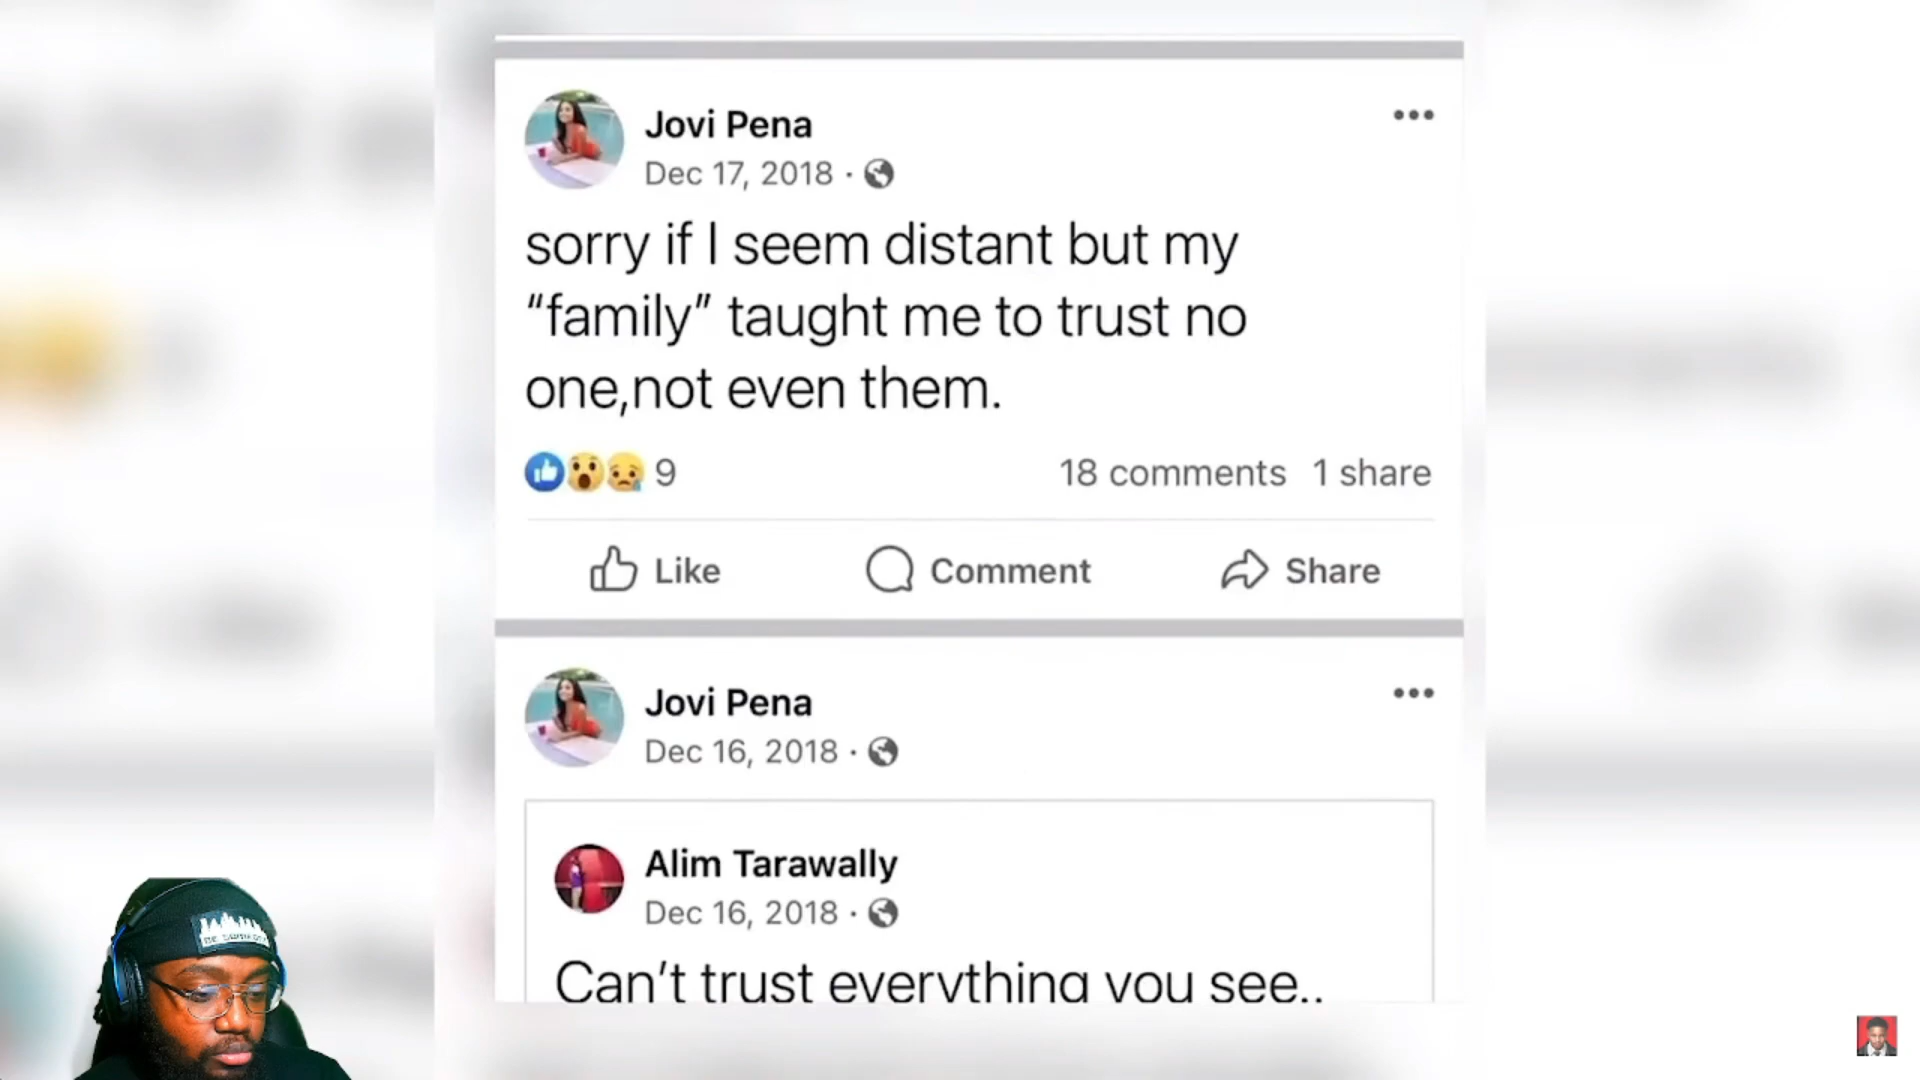 Jovi Pena
Dec 17, 2018 ·
sorry if I seem distant but my
“family” taught me to trust no
one,not even them.
9
18 comments 1 share
Like
Comment
Share
Jovi Pena
Dec 16, 2018 ·
Alim Tarawally
Dec 16, 2018 ·
Can't trust everything you see..